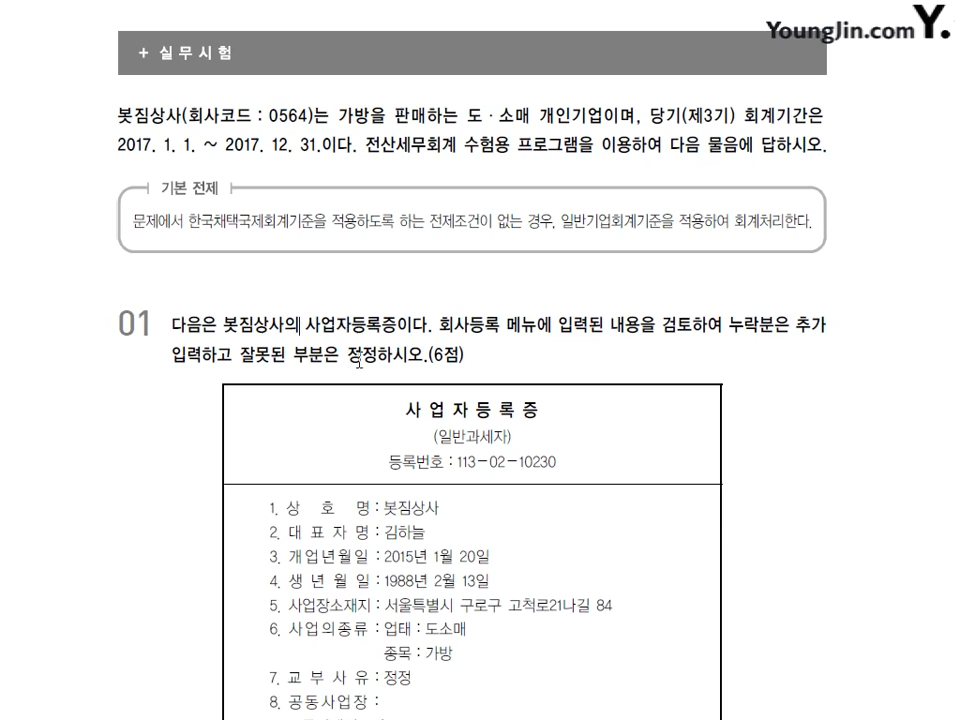 YoungJin.com Y.
+ 실무시험
봇짐상사(회사코드 : 0564)는 가방을 판매하는 도·소매 개인기업이며, 당기(제3기) 회계기간은
2017. 1. 1. ~ 2017. 12. 31.이다. 전산세무회계 수험용 프로그램을 이용하여 다음 물음에 답하시오.
기본 전제
문제에서 한국채택국제회계기준을 적용하도록 하는 전제조건이 없는 경우, 일반기업회계기준을 적용하여 회계처리한다.
01 다음은 봇짐상사의 사업자등록증이다. 회사등록 메뉴에 입력된 내용을 검토하여 누락분은 추가
입력하고 잘못된 부분은 정정하시오.(6점)
사 업 자 등 록 증
(일반과세자)
등록번호 : 113-02-10230
1. 상 호 명 : 봇짐상사
2. 대 표 자 명 : 김하늘
3. 개업년월일 : 2015년 1월 20일
4. 생 년 월 일 : 1988년 2월 13일
5. 사업장소재지 : 서울특별시 구로구 고척로21나길 84
6. 사업의종류 : 업태 : 도소매
종목 : 가방
7. 교 부 사 유 : 정정
8. 공동사업장 :